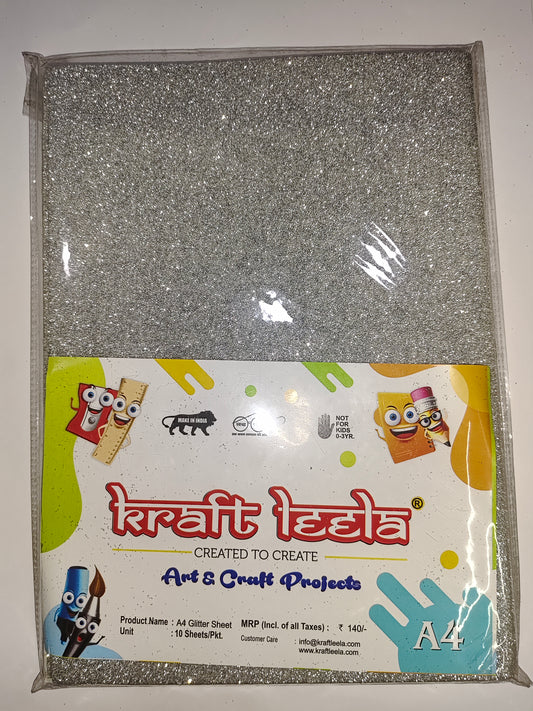 MAKE IN INDIA
NOT
FOR
KIDS
0-3YR.
kraft leela®
CREATED TO CREATE
Art & Craft Projects
Product.Name : A4 Glitter Sheet
Unit : 10 Sheets/Pkt.
MRP (Incl. of all Taxes) : ₹ 140/-
Customer Care : info@kraftleela.com
www.kraftleela.com
A4